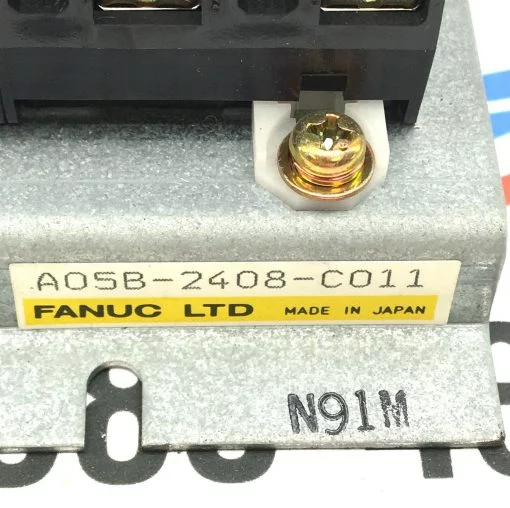 A05B-2408-C011
FANUC LTD MADE IN JAPAN
N91M